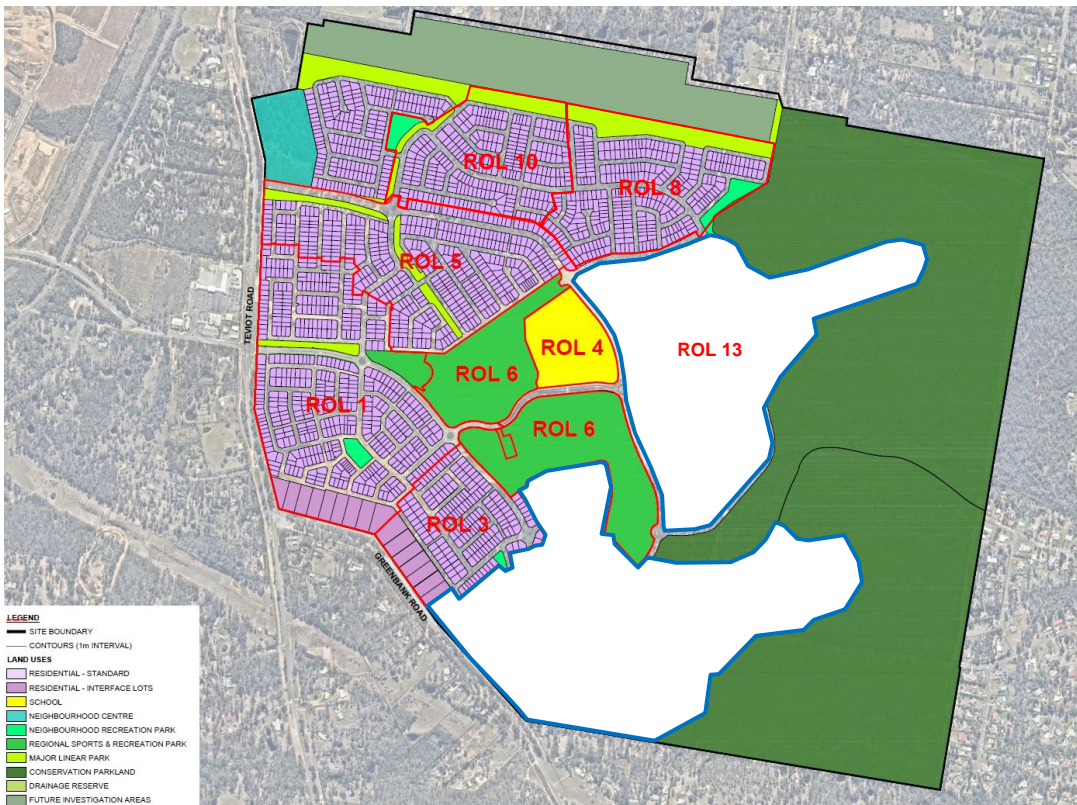 ROL 10
ROL 8
ROL 5
TEVIOT ROAD
ROL 4
ROL 13
ROL 6
ROL 1
ROL 6
ROL 3
GREENBANK ROAD
LEGEND
SITE BOUNDARY
CONTOURS (1m INTERVAL)
LAND USES
RESIDENTIAL - STANDARD
RESIDENTIAL - INTERFACE LOTS
SCHOOL
NEIGHBOURHOOD CENTRE
NEIGHBOURHOOD RECREATION PARK
REGIONAL SPORTS & RECREATION PARK
MAJOR LINEAR PARK
CONSERVATION PARKLAND
DRAINAGE RESERVE
FUTURE INVESTIGATION AREAS